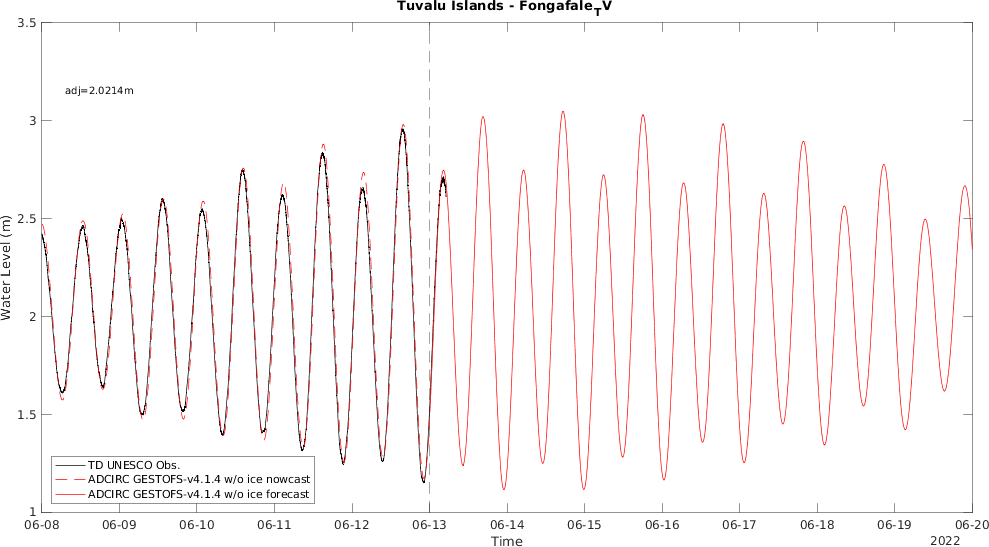 Tuvalu Islands - Fongafale_TV
3.5
adj=2.0214m
3
2.5
Water Level (m)
2
1.5
TD UNESCO Obs.
ADCIRC GESTOFS-v4.1.4 w/o ice nowcast
ADCIRC GESTOFS-v4.1.4 w/o ice forecast
1
06-08 06-09 06-10 06-11 06-12 06-13 06-14 06-15 06-16 06-17 06-18 06-19 06-20
Time
2022